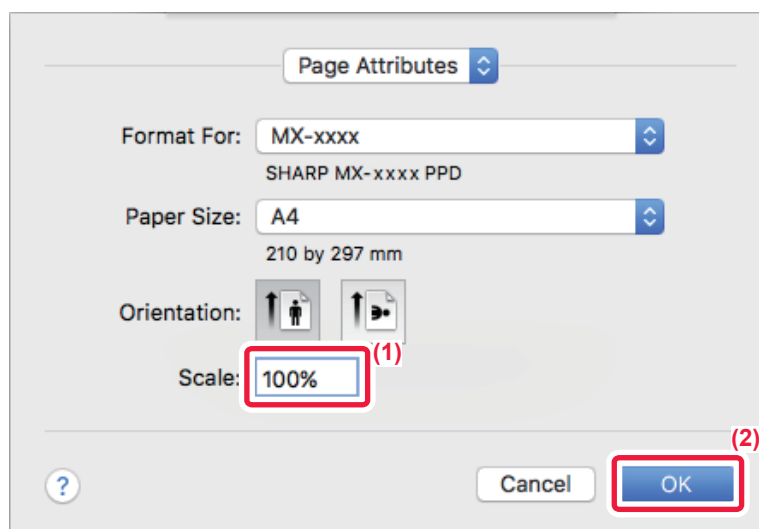 Page Attributes
Format For: MX-xxxx
SHARP MX-xxxx PPD
Paper Size: A4
210 by 297 mm
Orientation:
(1)
Scale: 100%
(2)
? Cancel OK